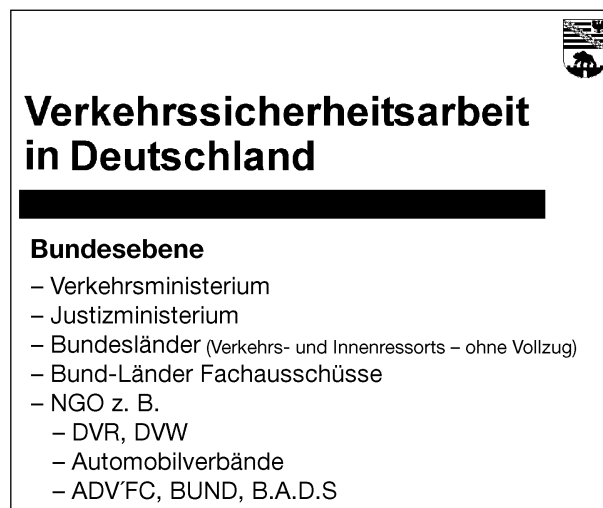 Verkehrssicherheitsarbeit
in Deutschland
Bundesebene
– Verkehrsministerium
– Justizministerium
– Bundesländer (Verkehrs- und Innenressorts – ohne Vollzug)
– Bund-Länder Fachausschüsse
– NGO z. B.
– DVR, DVW
– Automobilverbände
– ADV´FC, BUND, B.A.D.S